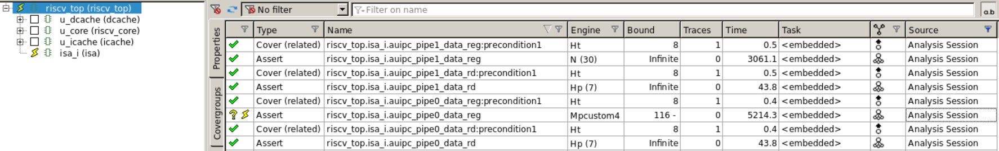 riscv_top (riscv_top)
u_dcache (dcache)
u_core (riscv_core)
u_icache (icache)
isa_i (isa)
No filter
Filter on name
a.b
Properties
Covergroups
Type Name Engine Bound Traces Time Task Source
Cover (related) riscv_top.isa_i.auipc_pipe1_data_reg:precondition1 Ht 8 1 0.5 <embedded> Analysis Session
Assert riscv_top.isa_i.auipc_pipe1_data_reg N (30) Infinite 0 3061.1 <embedded> Analysis Session
Cover (related) riscv_top.isa_i.auipc_pipe1_data_rd:precondition1 Ht 8 1 0.5 <embedded> Analysis Session
Assert riscv_top.isa_i.auipc_pipe1_data_rd Hp (7) Infinite 0 43.8 <embedded> Analysis Session
Cover (related) riscv_top.isa_i.auipc_pipe0_data_reg:precondition1 Ht 8 1 0.4 <embedded> Analysis Session
? Assert riscv_top.isa_i.auipc_pipe0_data_reg Mpcustom4 116 - 0 5214.3 <embedded> Analysis Session
Cover (related) riscv_top.isa_i.auipc_pipe0_data_rd:precondition1 Ht 8 1 0.4 <embedded> Analysis Session
Assert riscv_top.isa_i.auipc_pipe0_data_rd Hp (7) Infinite 0 43.8 <embedded> Analysis Session